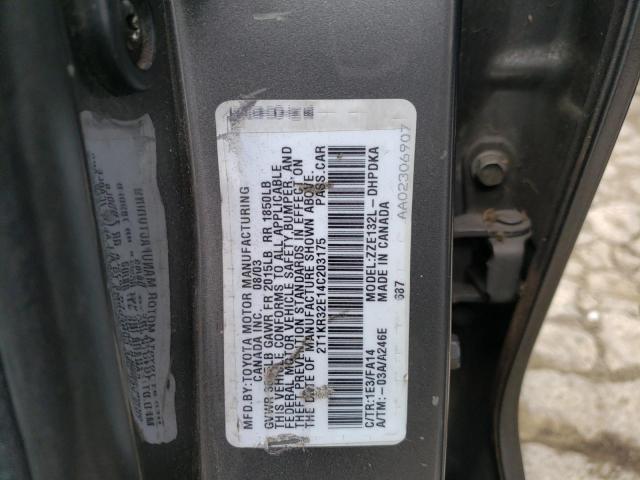 MFD.BY:TOYOTA MOTOR MANUFACTURING
CANADA INC. 08/03
GVWR LB GAWR FR 2015LB RR 1850LB
THIS VEHICLE CONFORMS TO ALL APPLICABLE
FEDERAL MOTOR VEHICLE SAFETY, BUMPER, AND
THEFT PREVENTION STANDARDS IN EFFECT ON
THE DATE OF MANUFACTURE SHOWN ABOVE.
2T1KR32E14C203175 PASS.CAR
C/TR:1E3/FA14 MODEL:ZZE132L-DHPDKA
A/TM:-03A/A246E MADE IN CANADA
687
AA02306907